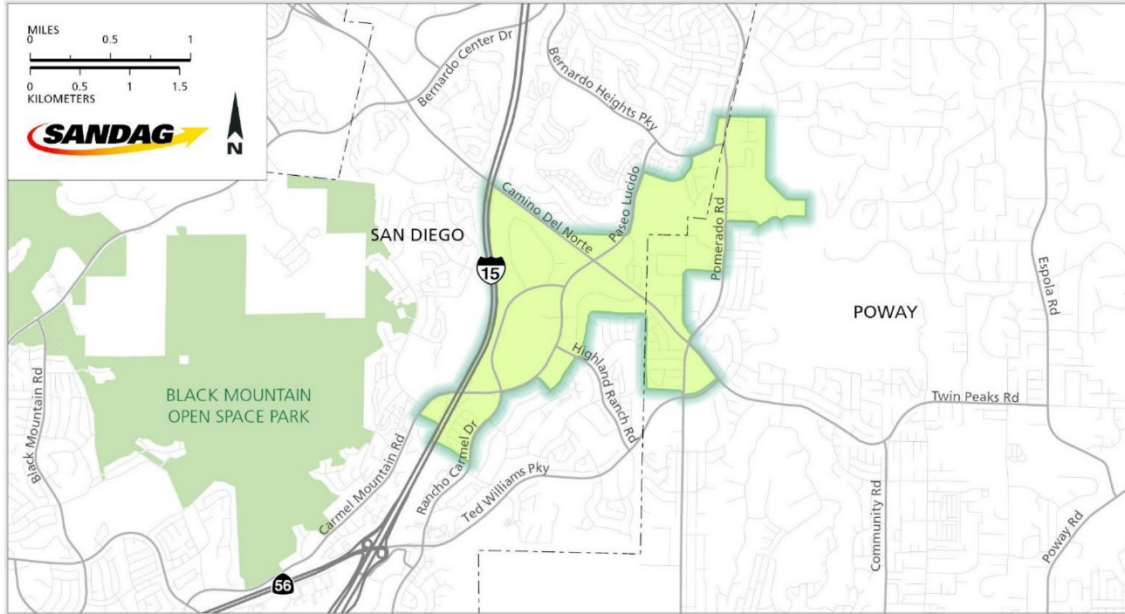 MILES
0 0.5 1
0 0.5 1 1.5
KILOMETERS
SANDAG
N
Bernardo Center Dr
Bernardo Heights Pky
Camino Del Norte
Paseo Lucido
Pomerado Rd
SAN DIEGO
15
Espola Rd
POWAY
Highland Ranch Rd
BLACK MOUNTAIN
OPEN SPACE PARK
Black Mountain Rd
Twin Peaks Rd
Carmel Mountain Rd
Rancho Carmel Dr
Ted Williams Pky
Community Rd
Poway Rd
56